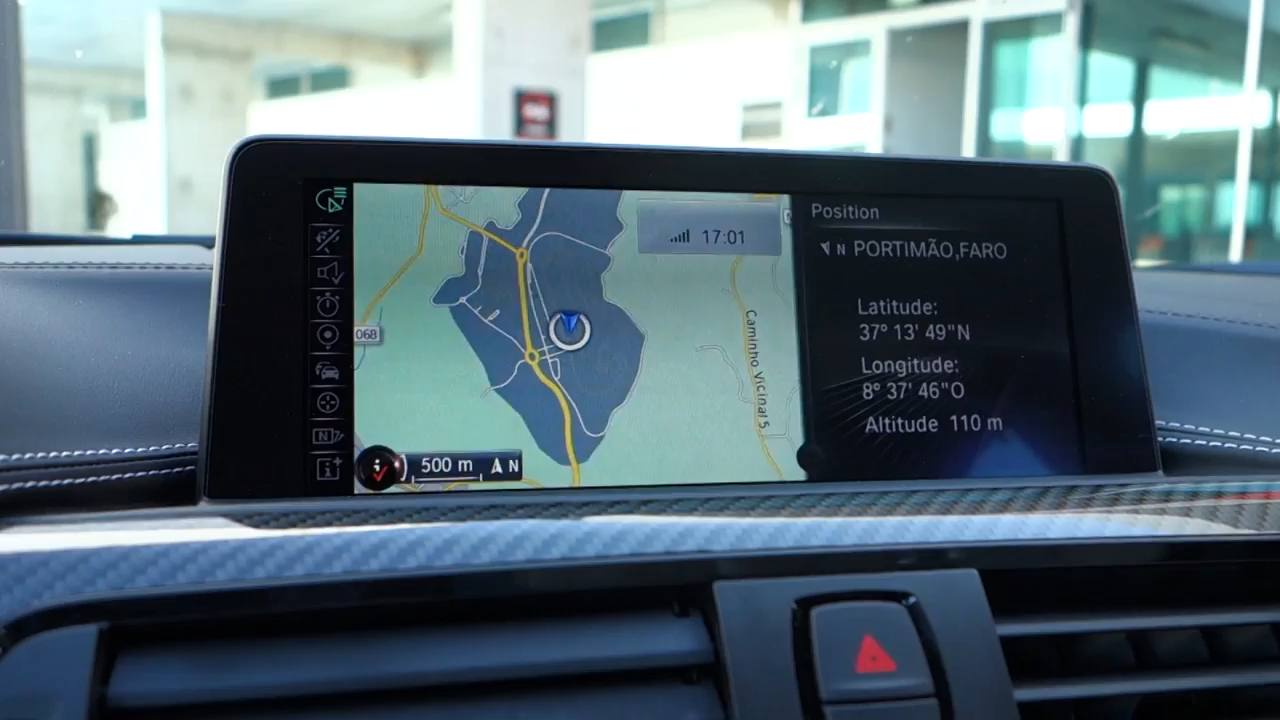 17:01
Position
N PORTIMÃO,FARO
Latitude:
37° 13' 49"N
Longitude:
8° 37' 46"O
Altitude 110 m
068
Caminho Vicinal 5
500 m
N
N